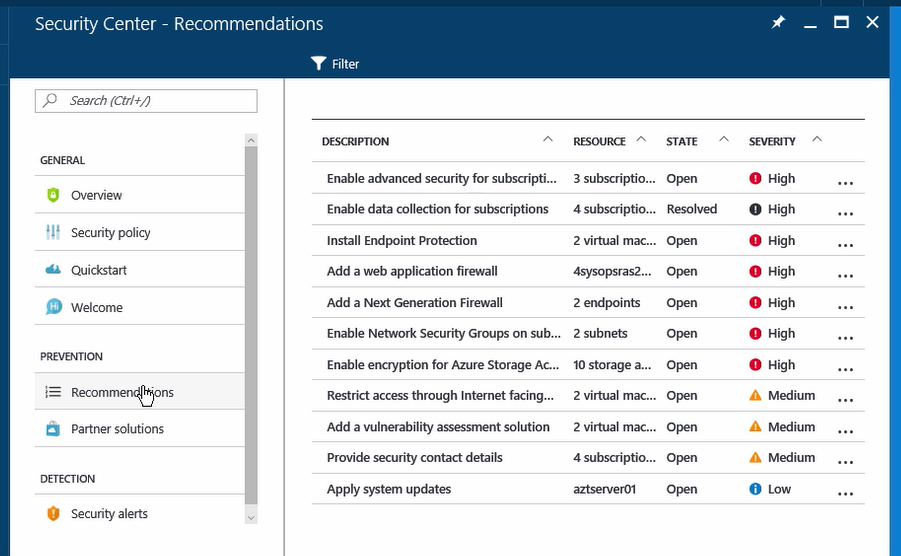 Security Center - Recommendations
Filter
Search (Ctrl+/)
GENERAL
Overview
Security policy
Quickstart
Welcome
PREVENTION
Recommendations
Partner solutions
DETECTION
Security alerts
DESCRIPTION RESOURCE STATE SEVERITY
Enable advanced security for subscripti... 3 subscriptio... Open High ...
Enable data collection for subscriptions 4 subscriptio... Resolved High ...
Install Endpoint Protection 2 virtual mac... Open High ...
Add a web application firewall 4sysopsras2... Open High ...
Add a Next Generation Firewall 2 endpoints Open High ...
Enable Network Security Groups on sub... 2 subnets Open High ...
Enable encryption for Azure Storage Ac... 10 storage a... Open High ...
Restrict access through Internet facing... 2 virtual mac... Open Medium ...
Add a vulnerability assessment solution 2 virtual mac... Open Medium ...
Provide security contact details 4 subscriptio... Open Medium ...
Apply system updates aztserver01 Open Low ...